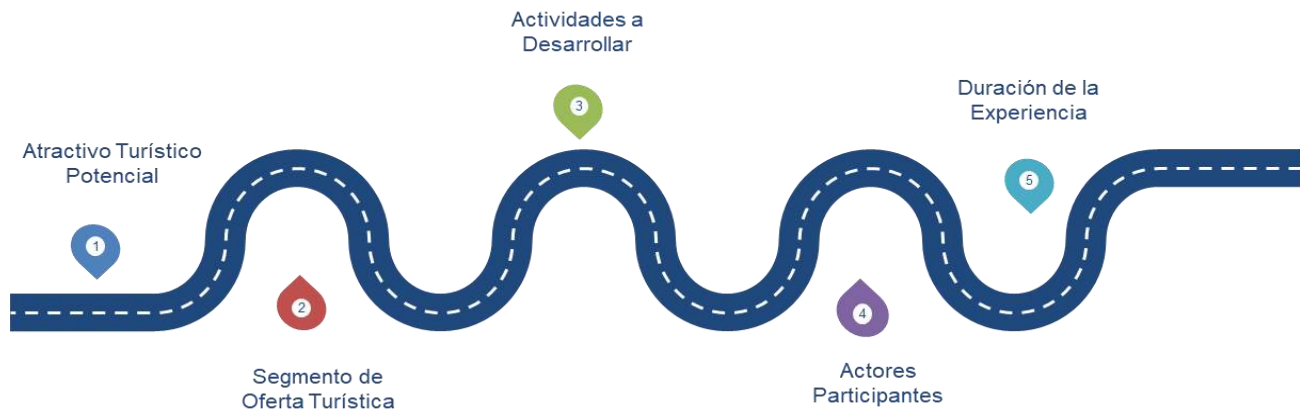 Atractivo Turístico
Potencial
1
Segmento de
Oferta Turística
2
Actividades a
Desarrollar
3
Actores
Participantes
4
Duración de la
Experiencia
5